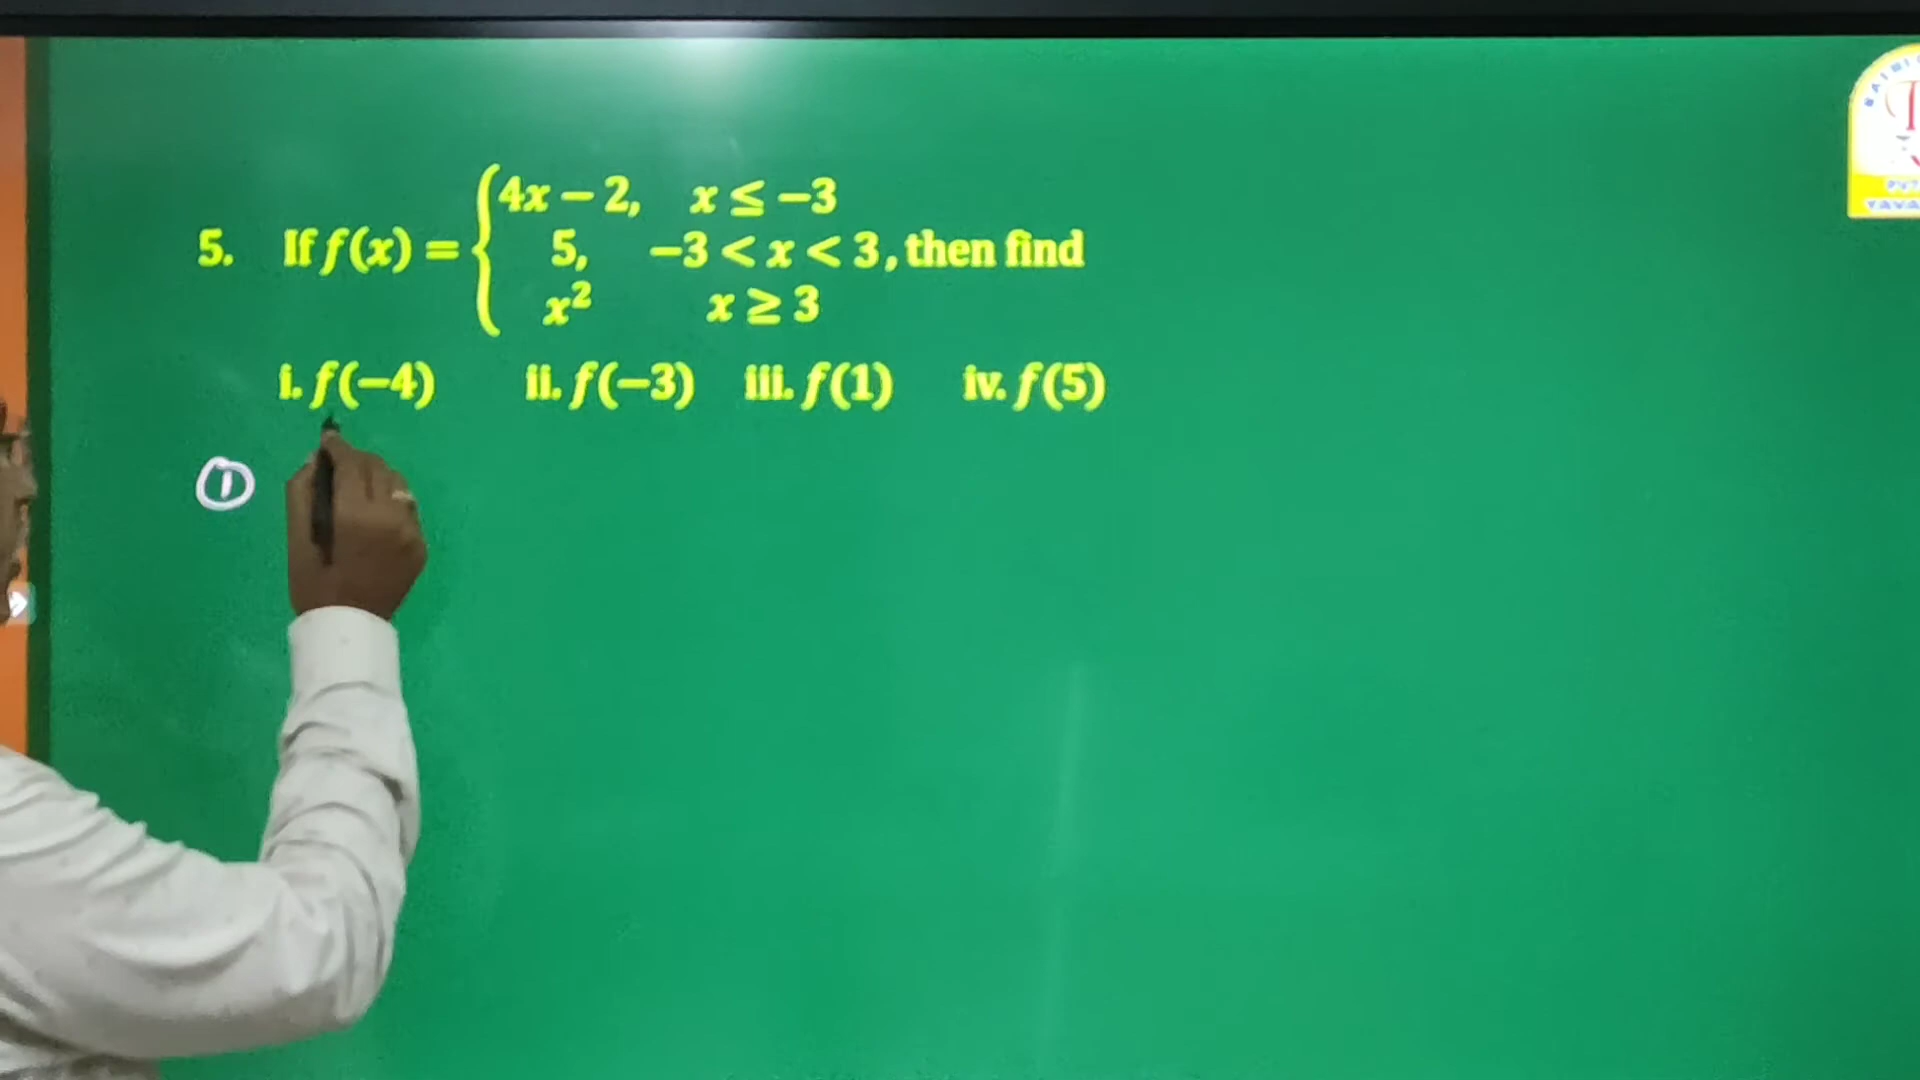 4x − 2, x ≤ −3
5. If f(x) = { 5, −3 < x < 3, then find
x² x ≥ 3
i. f(−4) ii. f(−3) iii. f(1) iv. f(5)
①